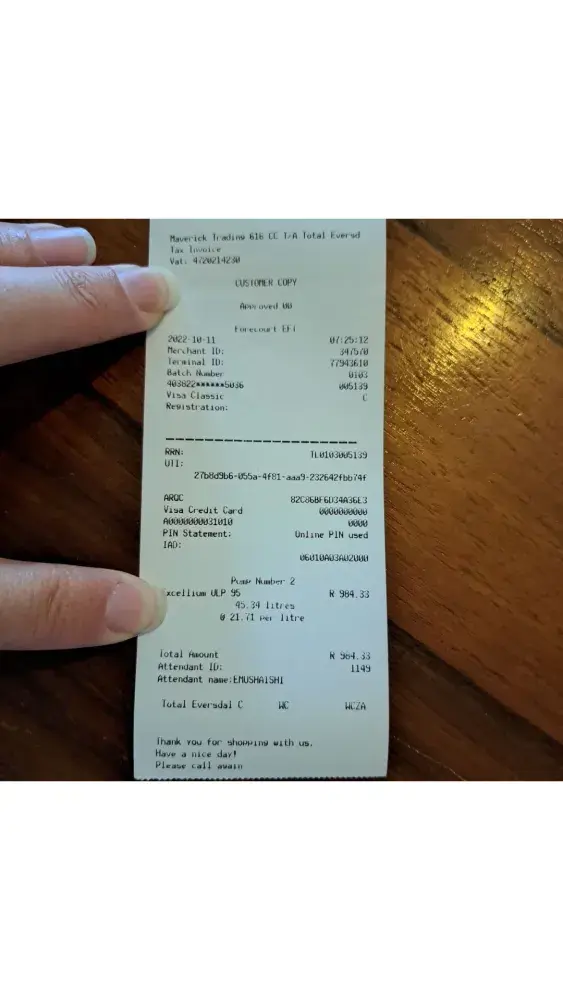 Maverick Trading 616 CC T/A Total Eversd
Tax Invoice
Vat: 4720214230
CUSTOMER COPY
Approved 00
Forecourt EFT
2022-10-11 07:25:12
Merchant ID: 347570
Terminal ID: 77943610
Batch Number 0103
403822******5036 005139
Visa Classic C
Registration:
RRN: TL0103005139
UTI:
27b8d9b6-055a-4f81-aaa9-232642fbb74f
ARQC 82C86BF6D34A36E3
Visa Credit Card 0000000000
A0000000031010 0000
PIN Statement: Online PIN used
IAD:
06010A03A02000
Pump Number 2
xcellium ULP 95 R 984.33
45.34 litres
@ 21.71 per litre
Total Amount R 984.33
Attendant ID: 1149
Attendant name:EMUSHAISHI
Total Eversdal C WC WCZA
Thank you for shopping with us.
Have a nice day!
Please call again